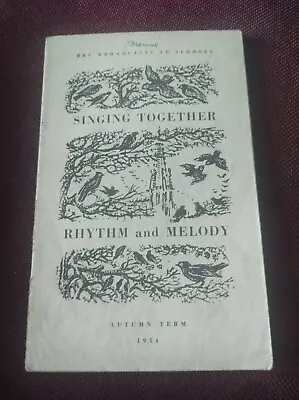 BBC BROADCASTS TO SCHOOLS
SINGING TOGETHER
RHYTHM and MELODY
AUTUMN TERM
1954